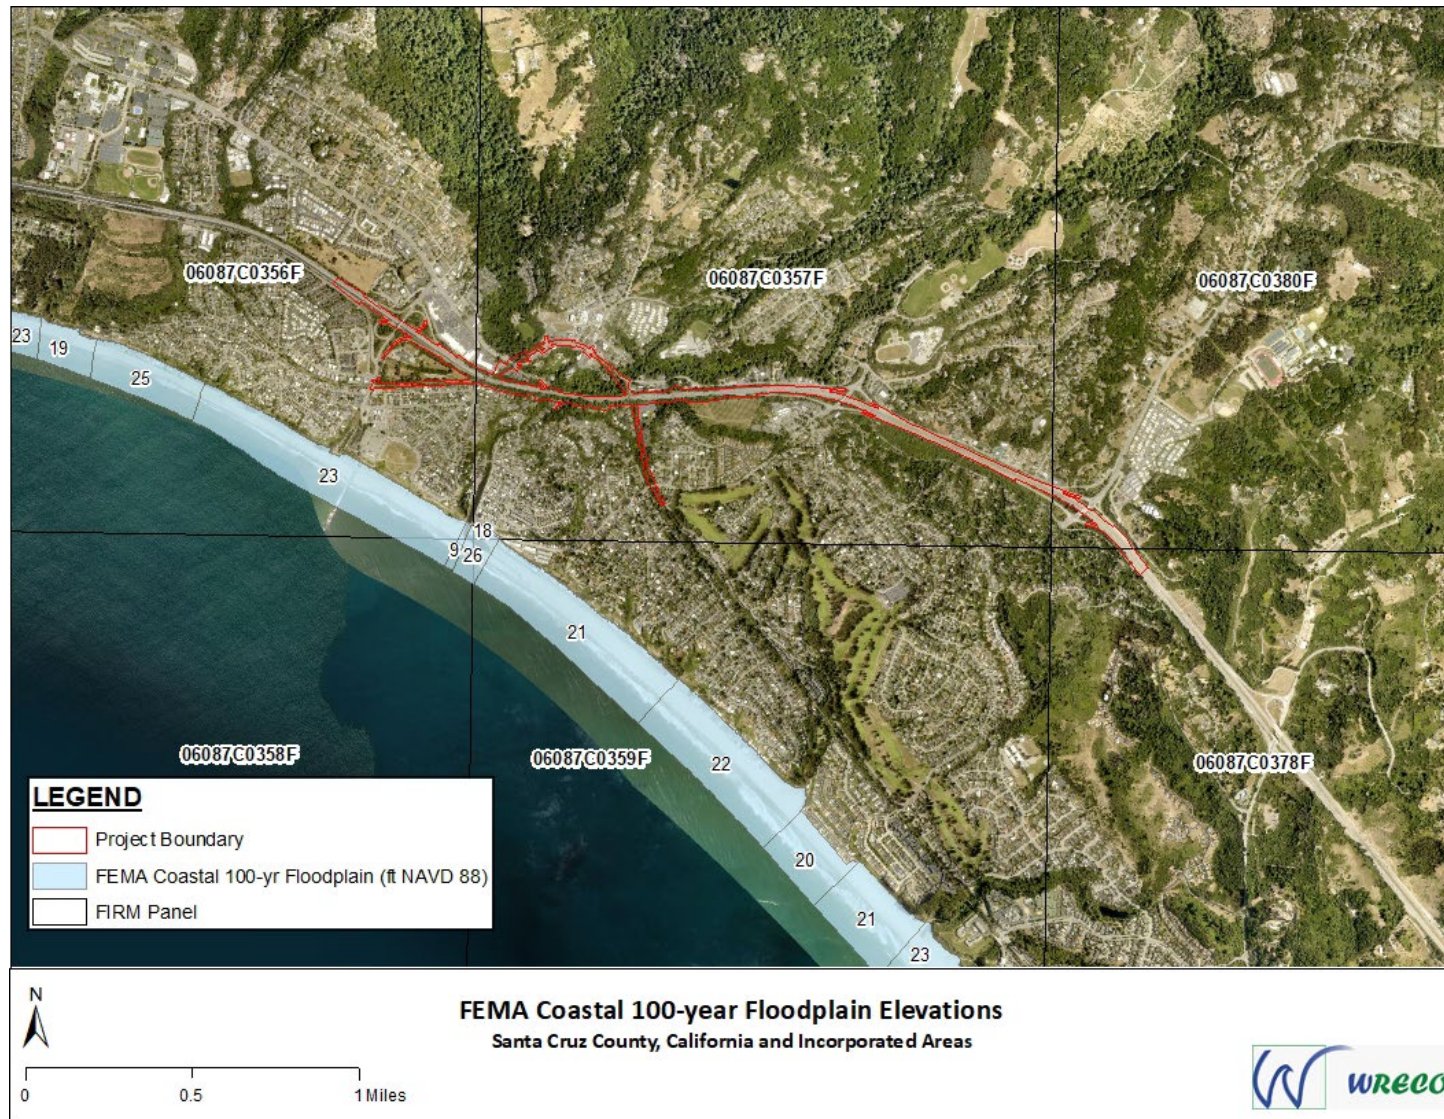 06087C0356F
06087C0357F
06087C0380F
23
19
25
23
18
9
26
21
06087C0358F
06087C0359F
22
06087C0378F
20
21
23
LEGEND
Project Boundary
FEMA Coastal 100-yr Floodplain (ft NAVD 88)
FIRM Panel
N
FEMA Coastal 100-year Floodplain Elevations
Santa Cruz County, California and Incorporated Areas
0 0.5 1 Miles
WRECO